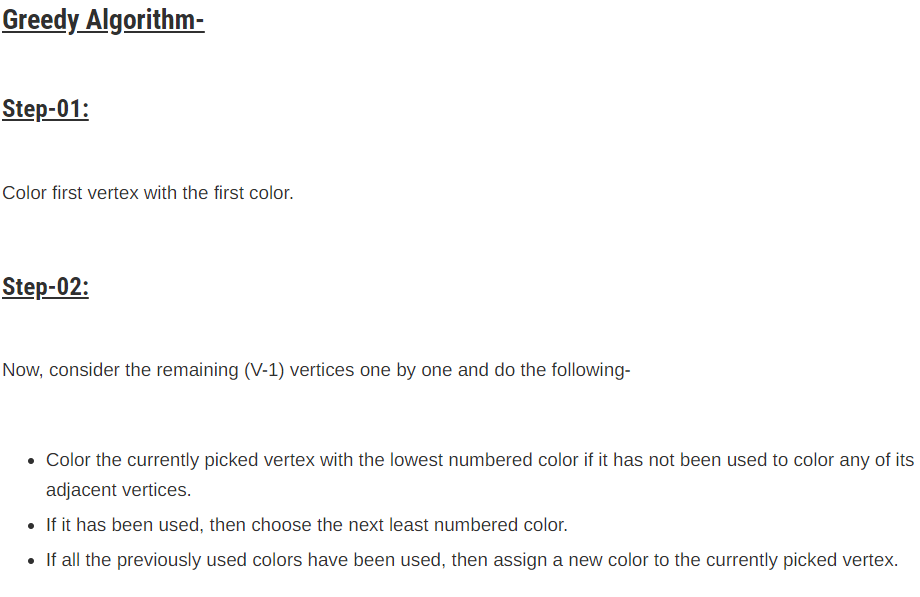 Greedy Algorithm-
Step-01:
Color first vertex with the first color.
Step-02:
Now, consider the remaining (V-1) vertices one by one and do the following-
• Color the currently picked vertex with the lowest numbered color if it has not been used to color any of its
adjacent vertices.
• If it has been used, then choose the next least numbered color.
• If all the previously used colors have been used, then assign a new color to the currently picked vertex.